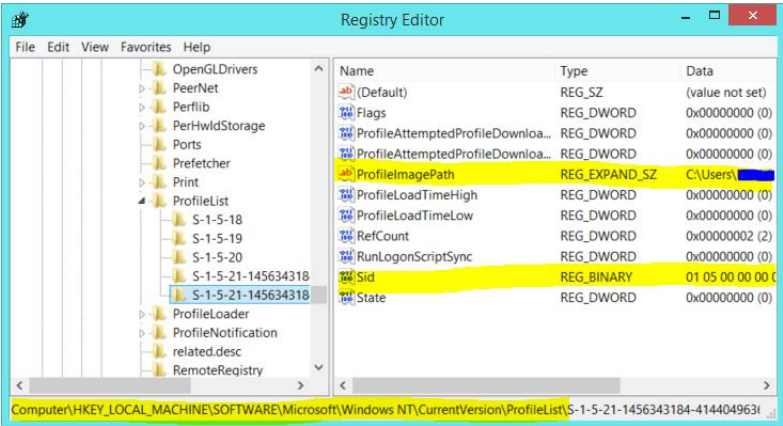 Registry Editor
File Edit View Favorites Help
OpenGLDrivers
PeerNet
Perflib
PerHwIdStorage
Ports
Prefetcher
Print
ProfileList
S-1-5-18
S-1-5-19
S-1-5-20
S-1-5-21-145634318
S-1-5-21-145634318
ProfileLoader
ProfileNotification
related.desc
RemoteRegistry
Name Type Data
(Default) REG_SZ (value not set)
Flags REG_DWORD 0x00000000 (0)
ProfileAttemptedProfileDownloa... REG_DWORD 0x00000000 (0)
ProfileAttemptedProfileDownloa... REG_DWORD 0x00000000 (0)
ProfileImagePath REG_EXPAND_SZ C:\Users\
ProfileLoadTimeHigh REG_DWORD 0x00000000 (0)
ProfileLoadTimeLow REG_DWORD 0x00000000 (0)
RefCount REG_DWORD 0x00000002 (2)
RunLogonScriptSync REG_DWORD 0x00000000 (0)
Sid REG_BINARY 01 05 00 00 00 0
State REG_DWORD 0x00000000 (0)
Computer\HKEY_LOCAL_MACHINE\SOFTWARE\Microsoft\Windows NT\CurrentVersion\ProfileList\S-1-5-21-1456343184-4144049636